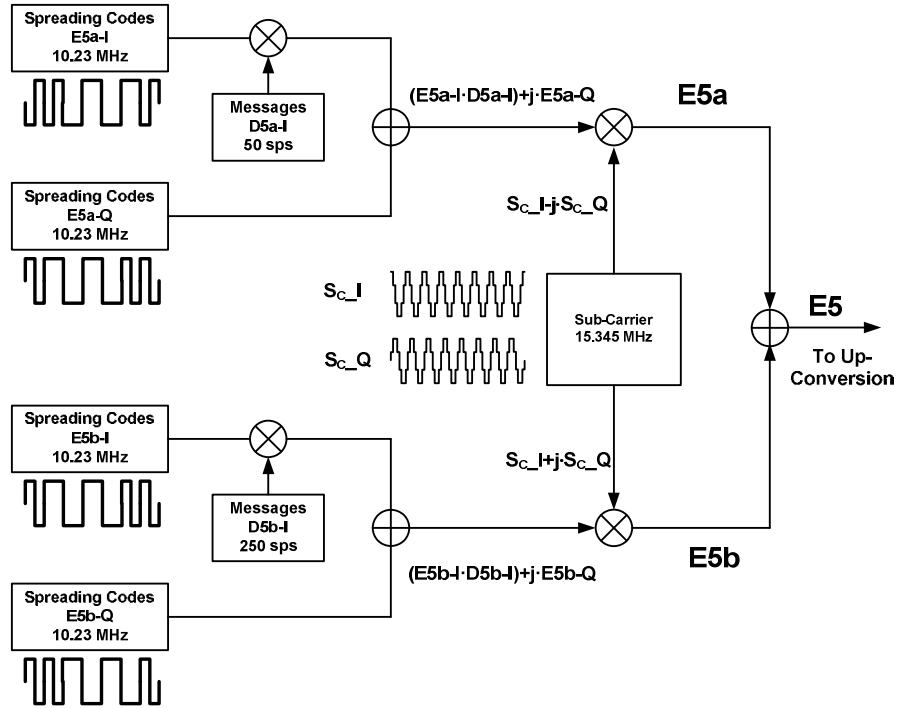 Spreading Codes
E5a-I
10.23 MHz
Messages
D5a-I
50 sps
(E5a-I·D5a-I)+j·E5a-Q
E5a
Spreading Codes
E5a-Q
10.23 MHz
SC_I-j·SC_Q
SC_I
SC_Q
Sub-Carrier
15.345 MHz
E5
To Up-
Conversion
Spreading Codes
E5b-I
10.23 MHz
Messages
D5b-I
250 sps
SC_I+j·SC_Q
(E5b-I·D5b-I)+j·E5b-Q
E5b
Spreading Codes
E5b-Q
10.23 MHz